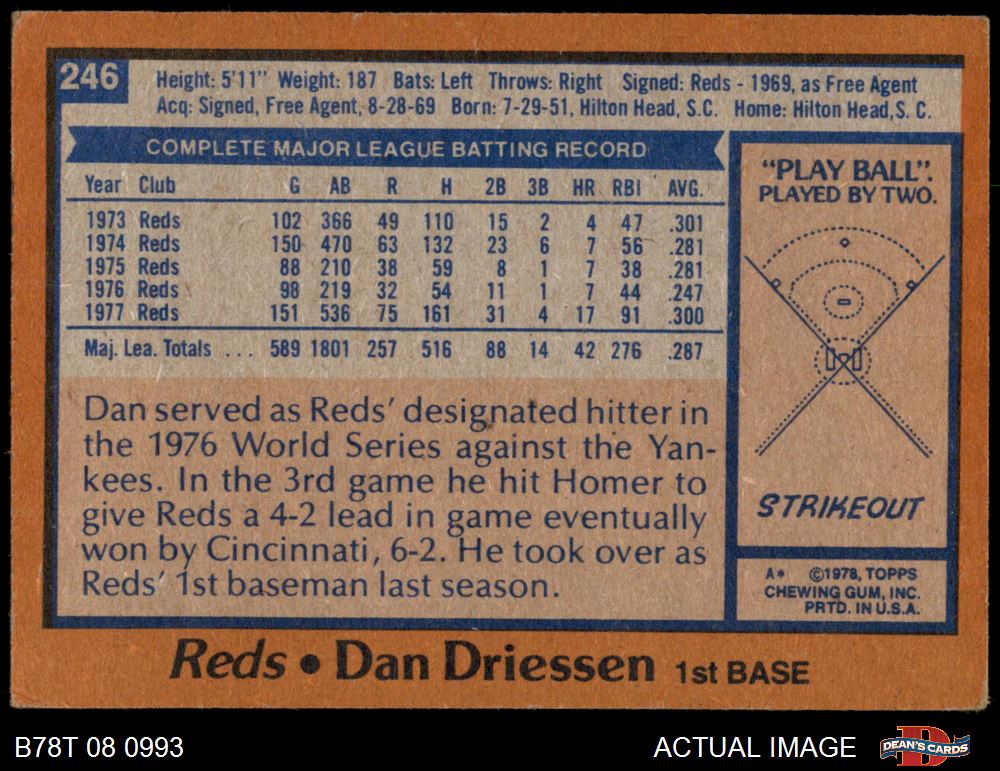 246
Height: 5'11" Weight: 187 Bats: Left Throws: Right Signed: Reds - 1969, as Free Agent
Acq: Signed, Free Agent, 8-28-69 Born: 7-29-51, Hilton Head, S.C. Home: Hilton Head, S. C.
COMPLETE MAJOR LEAGUE BATTING RECORD
Year Club G AB R H 2B 3B HR RBI AVG.
1973 Reds 102 366 49 110 15 2 4 47 .301
1974 Reds 150 470 63 132 23 6 7 56 .281
1975 Reds 88 210 38 59 8 1 7 38 .281
1976 Reds 98 219 32 54 11 1 7 44 .247
1977 Reds 151 536 75 161 31 4 17 91 .300
Maj. Lea. Totals ... 589 1801 257 516 88 14 42 276 .287
Dan served as Reds' designated hitter in
the 1976 World Series against the Yan-
kees. In the 3rd game he hit Homer to
give Reds a 4-2 lead in game eventually
won by Cincinnati, 6-2. He took over as
Reds' 1st baseman last season.
"PLAY BALL".
PLAYED BY TWO.
STRIKEOUT
A* ©1978, TOPPS
CHEWING GUM, INC.
PRTD. IN U.S.A.
Reds • Dan Driessen 1st BASE
B78T 08 0993
ACTUAL IMAGE
DEAN'S CARDS